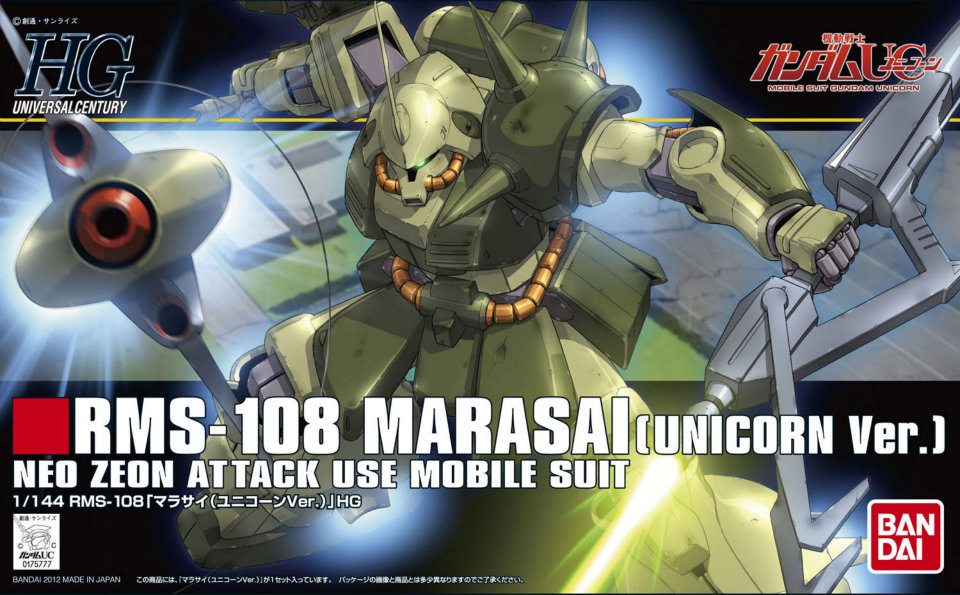 ©創通・サンライズ
HG
UNIVERSAL CENTURY
機動戦士
ガンダムUC
ユニコーン
MOBILE SUIT GUNDAM UNICORN
RMS-108 MARASAI (UNICORN Ver.)
NEO ZEON ATTACK USE MOBILE SUIT
1/144 RMS-108「マラサイ(ユニコーンVer.)」HG
創通・サンライズ
ガンダムUC
0175777
BANDAI 2012 MADE IN JAPAN
この商品には、「マラサイ(ユニコーンVer.)」が1セット入っています。 パッケージの画像と商品とは多少異なりますのでご了承ください。
BAN
DAI